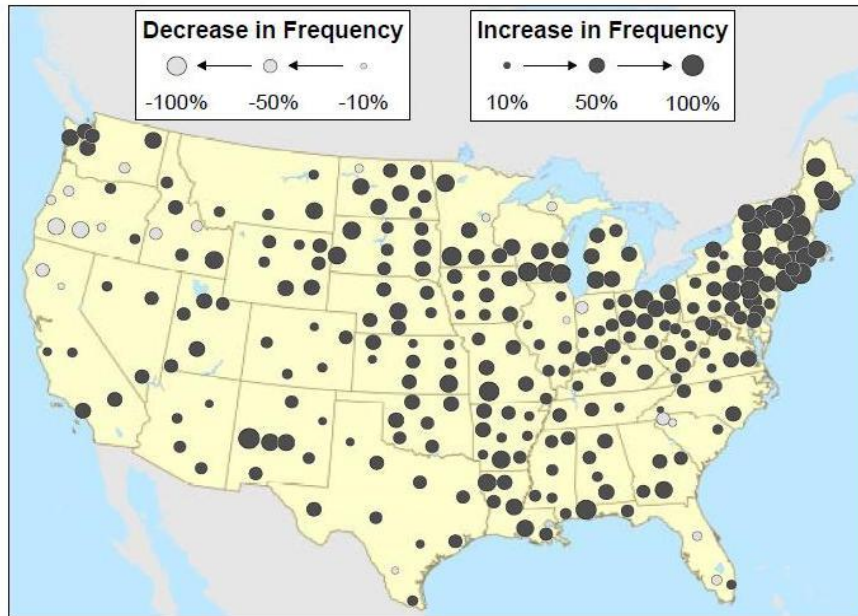 Decrease in Frequency
-100% -50% -10%
Increase in Frequency
10% 50% 100%